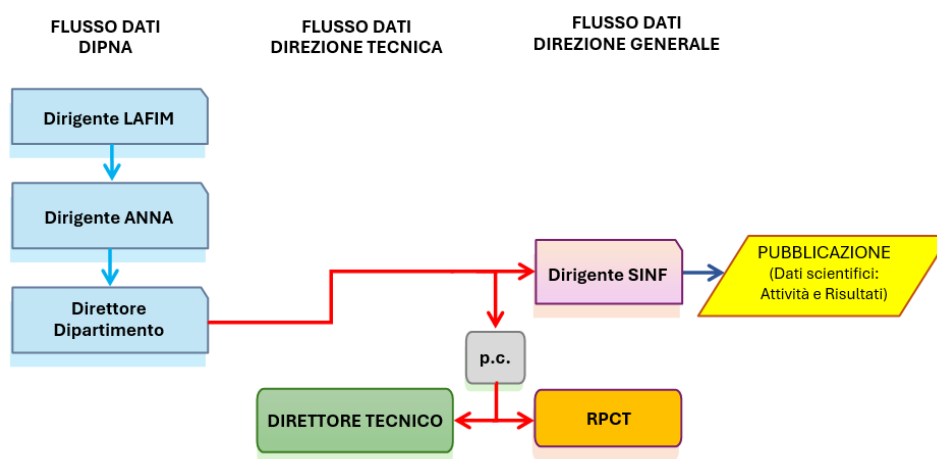 FLUSSO DATI
DIPNA
FLUSSO DATI
DIREZIONE TECNICA
FLUSSO DATI
DIREZIONE GENERALE
Dirigente LAFIM
Dirigente ANNA
Direttore
Dipartimento
Dirigente SINF
PUBBLICAZIONE
(Dati scientifici:
Attività e Risultati)
p.c.
DIRETTORE TECNICO
RPCT